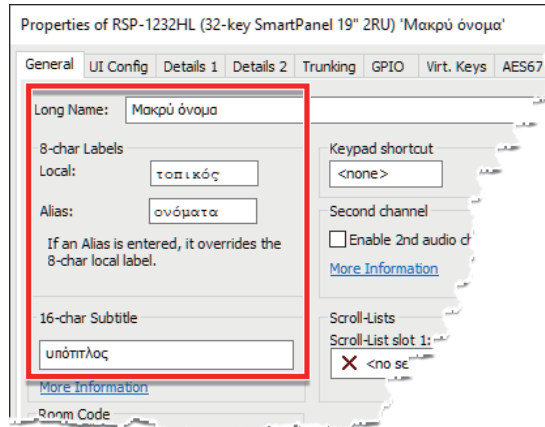 Properties of RSP-1232HL (32-key SmartPanel 19" 2RU) 'Μακρύ όνομα'
General UI Config Details 1 Details 2 Trunking GPIO Virt. Keys AES67
Long Name: Μακρύ όνομα
8-char Labels
Local: τοπικός
Alias: ονόματα
If an Alias is entered, it overrides the
8-char local label.
16-char Subtitle
υπότιτλος
More Information
Room Code
Keypad shortcut
<none>
Second channel
Enable 2nd audio
More Information
Scroll-Lists
Scroll-List slot 1:
<no